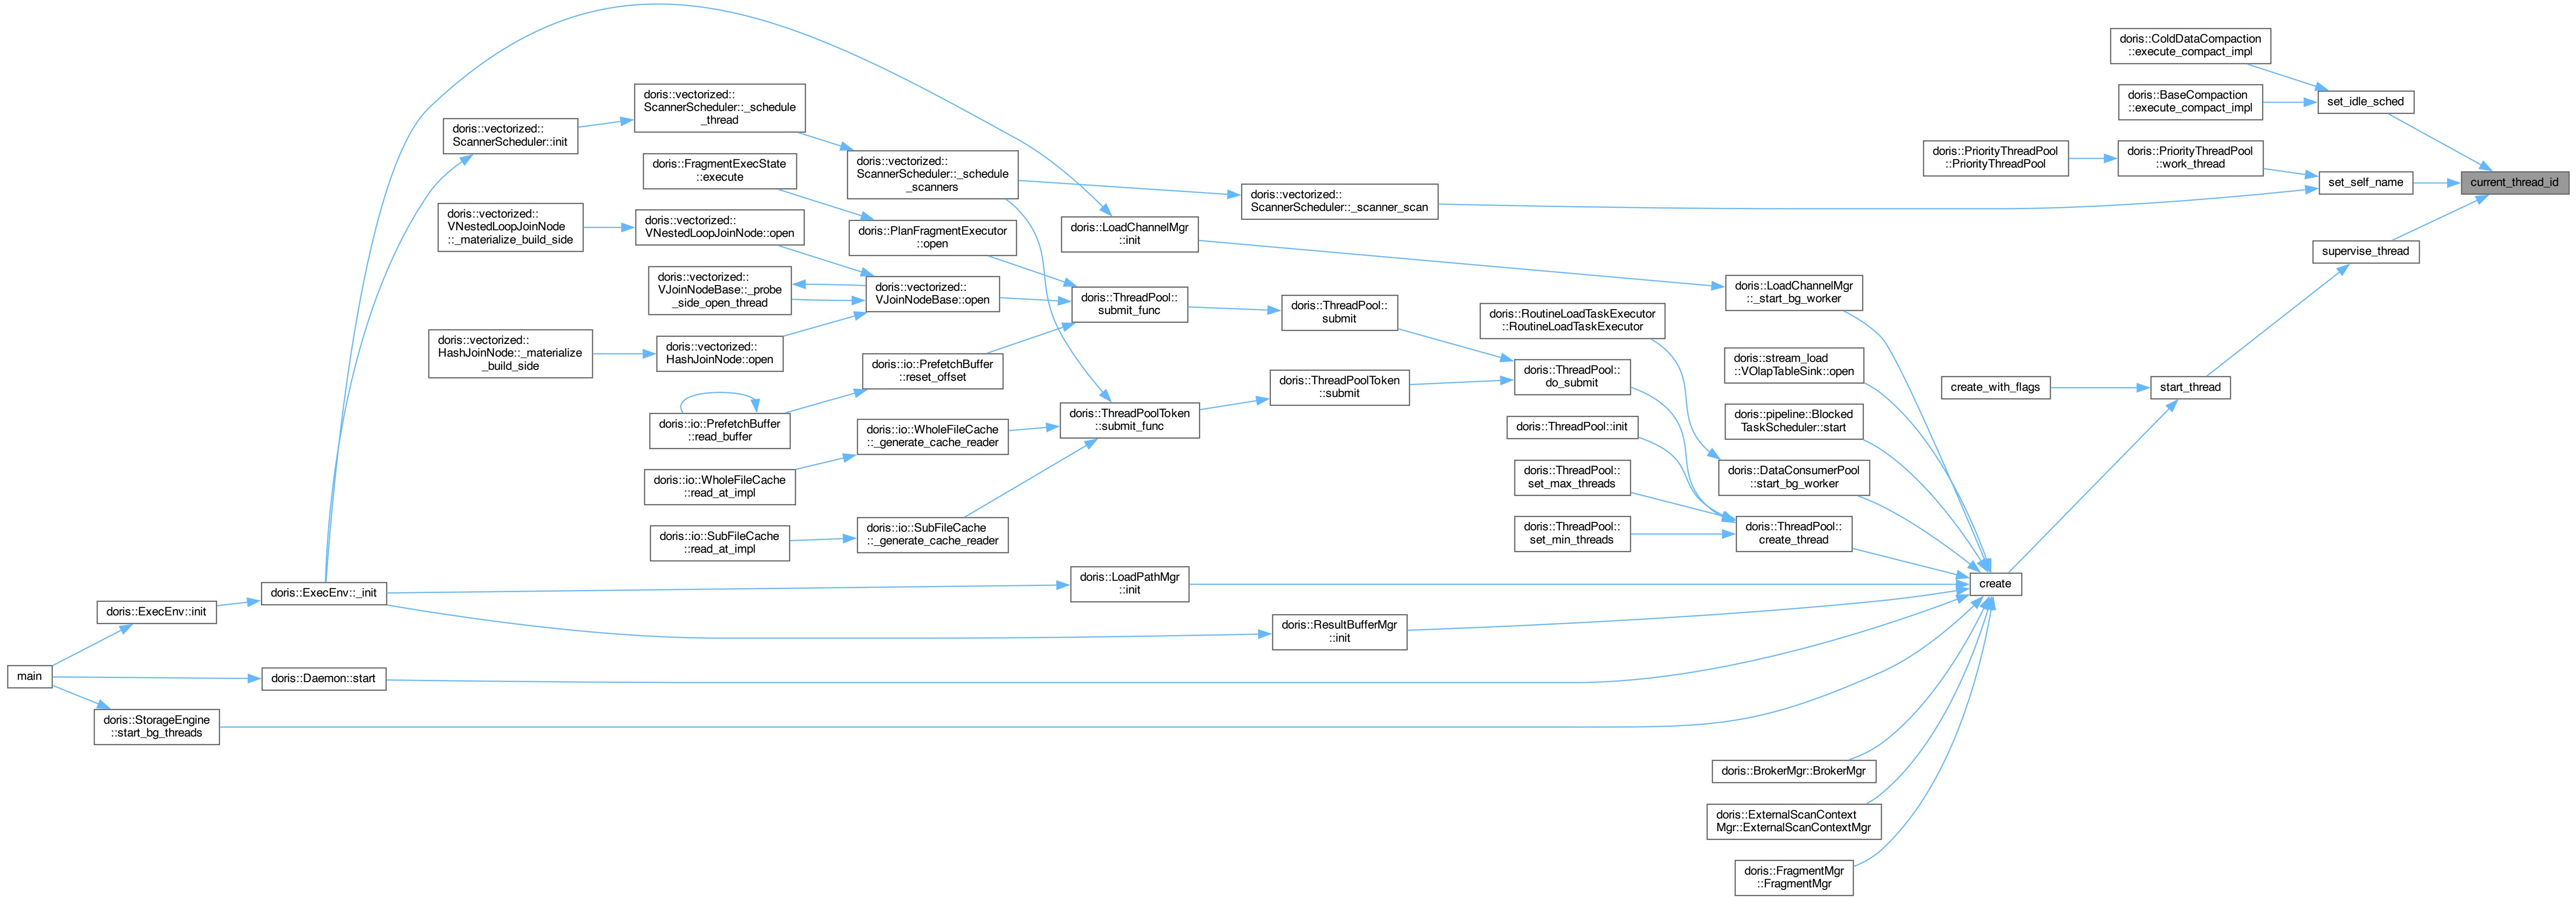 doris::ColdDataCompaction
::execute_compact_impl
doris::BaseCompaction
::execute_compact_impl
set_idle_sched
doris::PriorityThreadPool
::PriorityThreadPool
doris::PriorityThreadPool
::work_thread
set_self_name
current_thread_id
supervise_thread
start_thread
create_with_flags
create
doris::vectorized::
ScannerScheduler::_schedule
_thread
doris::vectorized::
ScannerScheduler::init
doris::vectorized::
ScannerScheduler::_schedule
_scanners
doris::vectorized::
ScannerScheduler::_scanner_scan
doris::FragmentExecState
::execute
doris::PlanFragmentExecutor
::open
doris::vectorized::
VNestedLoopJoinNode
::_materialize_build_side
doris::vectorized::
VNestedLoopJoinNode::open
doris::LoadChannelMgr
::init
doris::LoadChannelMgr
::_start_bg_worker
doris::vectorized::
VJoinNodeBase::_probe
_side_open_thread
doris::vectorized::
VJoinNodeBase::open
doris::ThreadPool::
submit_func
doris::ThreadPool::
submit
doris::RoutineLoadTaskExecutor
::RoutineLoadTaskExecutor
doris::vectorized::
HashJoinNode::_materialize
_build_side
doris::vectorized::
HashJoinNode::open
doris::io::PrefetchBuffer
::reset_offset
doris::ThreadPoolToken
::submit
doris::ThreadPool::
do_submit
doris::stream_load
::VOlapTableSink::open
doris::io::PrefetchBuffer
::read_buffer
doris::io::WholeFileCache
::_generate_cache_reader
doris::ThreadPoolToken
::submit_func
doris::ThreadPool::init
doris::pipeline::Blocked
TaskScheduler::start
doris::io::WholeFileCache
::read_at_impl
doris::ThreadPool::
set_max_threads
doris::DataConsumerPool
::start_bg_worker
doris::io::SubFileCache
::read_at_impl
doris::io::SubFileCache
::_generate_cache_reader
doris::ThreadPool::
set_min_threads
doris::ThreadPool::
create_thread
doris::ExecEnv::_init
doris::LoadPathMgr
::init
doris::ExecEnv::init
doris::ResultBufferMgr
::init
main
doris::Daemon::start
doris::StorageEngine
::start_bg_threads
doris::BrokerMgr::BrokerMgr
doris::ExternalScanContext
Mgr::ExternalScanContextMgr
doris::FragmentMgr
::FragmentMgr